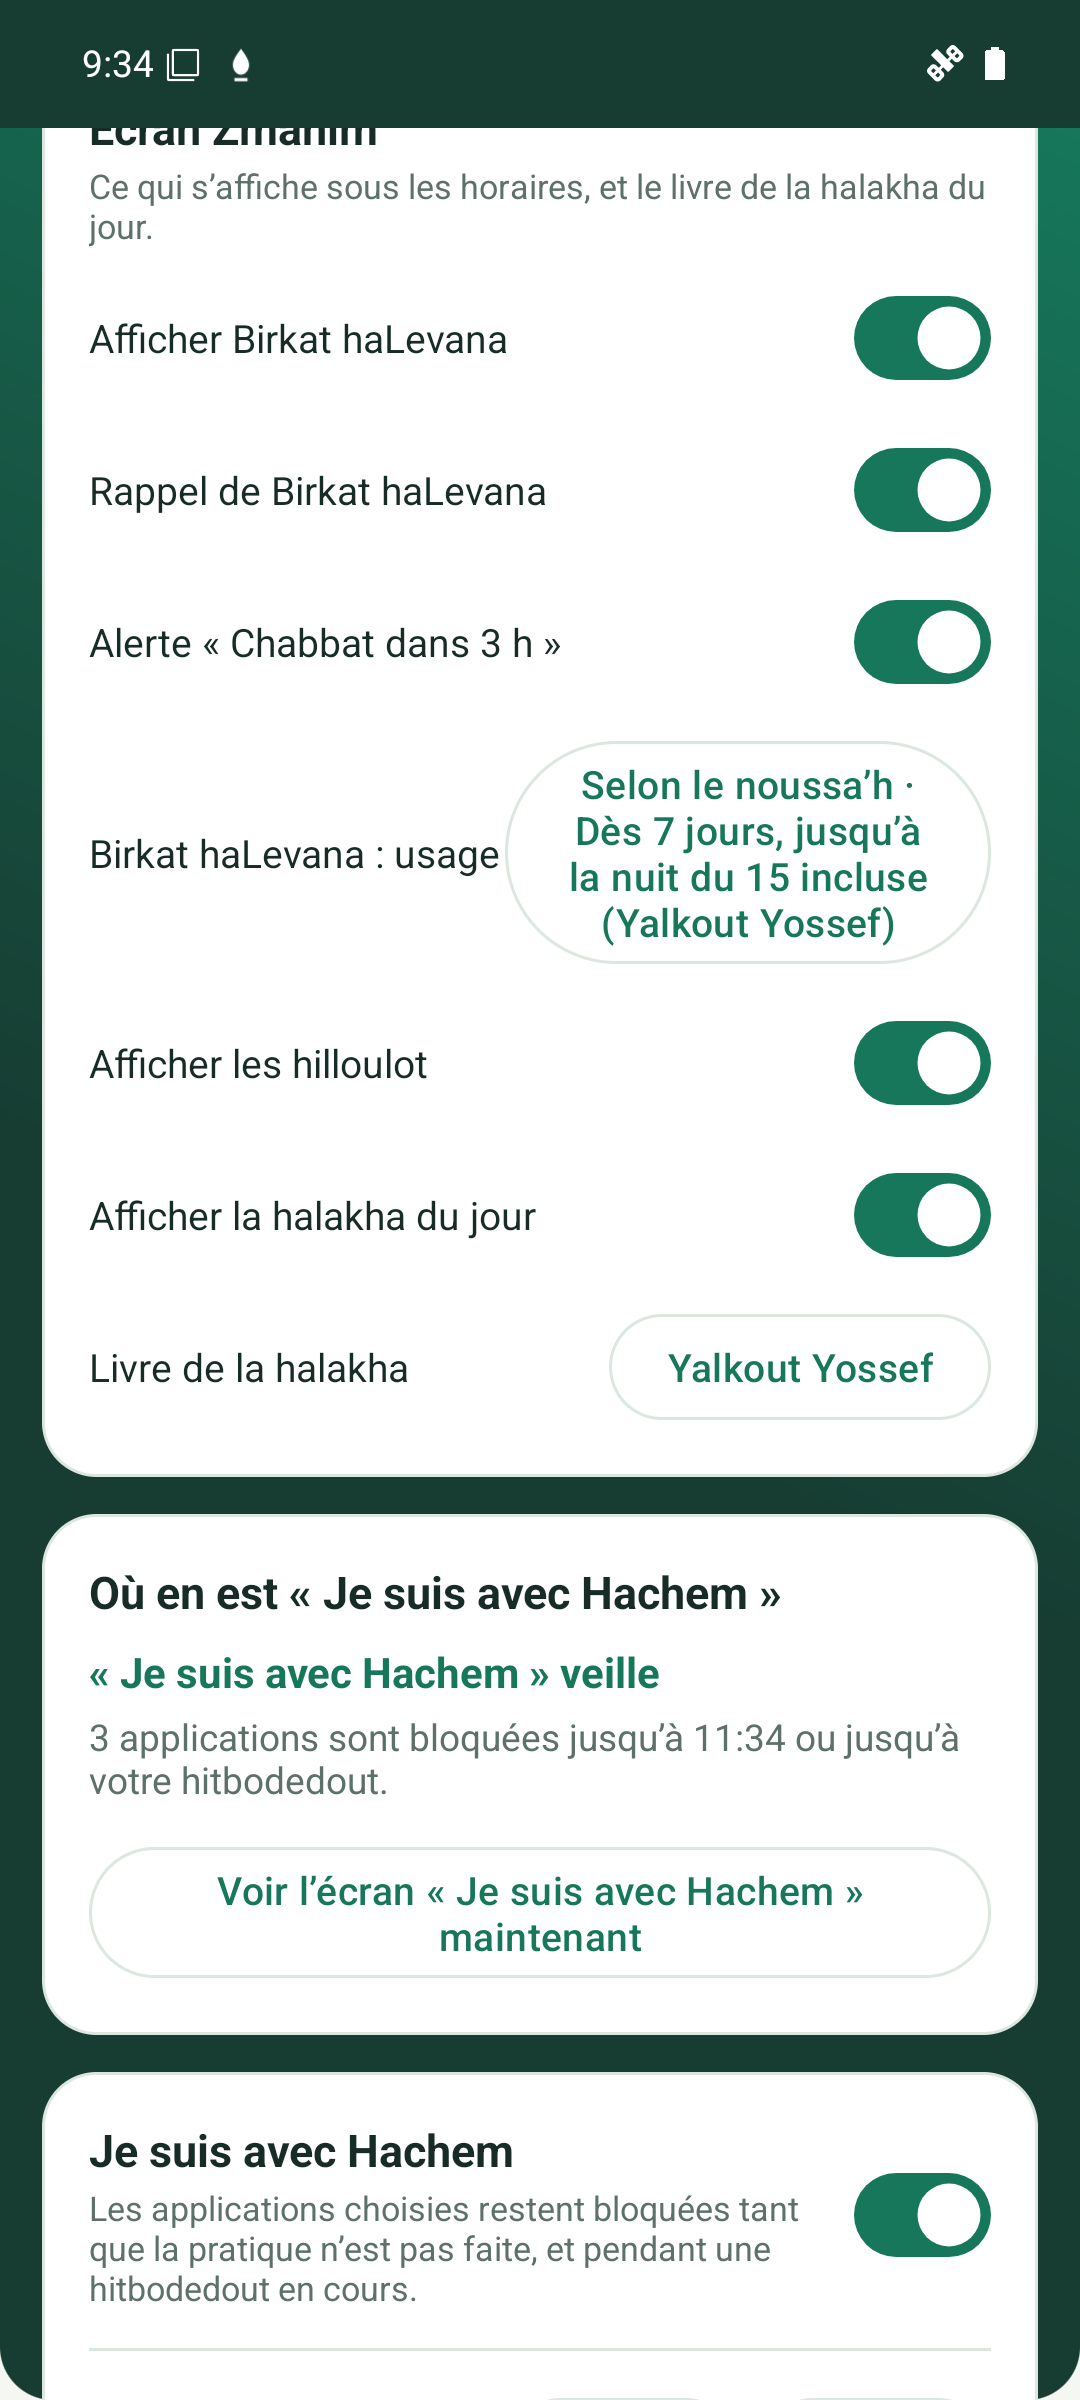 9:34
Écran Zmanim
Ce qui s’affiche sous les horaires, et le livre de la halakha du
jour.
Afficher Birkat haLevana
Rappel de Birkat haLevana
Alerte « Chabbat dans 3 h »
Birkat haLevana : usage
Selon le noussa’h ·
Dès 7 jours, jusqu’à
la nuit du 15 incluse
(Yalkout Yossef)
Afficher les hilloulot
Afficher la halakha du jour
Livre de la halakha
Yalkout Yossef
Où en est « Je suis avec Hachem »
« Je suis avec Hachem » veille
3 applications sont bloquées jusqu’à 11:34 ou jusqu’à
votre hitbodedout.
Voir l’écran « Je suis avec Hachem »
maintenant
Je suis avec Hachem
Les applications choisies restent bloquées tant
que la pratique n’est pas faite, et pendant une
hitbodedout en cours.